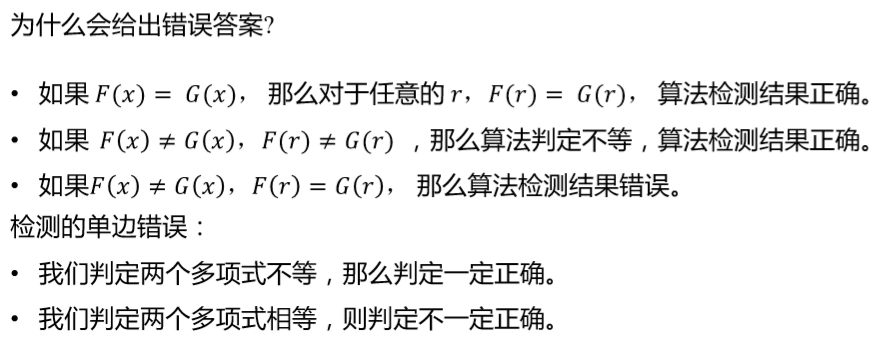 为什么会给出错误答案?
• 如果 F(x) = G(x)， 那么对于任意的 r，F(r) = G(r)， 算法检测结果正确。
• 如果 F(x) ≠ G(x)，F(r) ≠ G(r) ，那么算法判定不等，算法检测结果正确。
• 如果F(x) ≠ G(x)，F(r) = G(r)， 那么算法检测结果错误。
检测的单边错误：
• 我们判定两个多项式不等，那么判定一定正确。
• 我们判定两个多项式相等，则判定不一定正确。